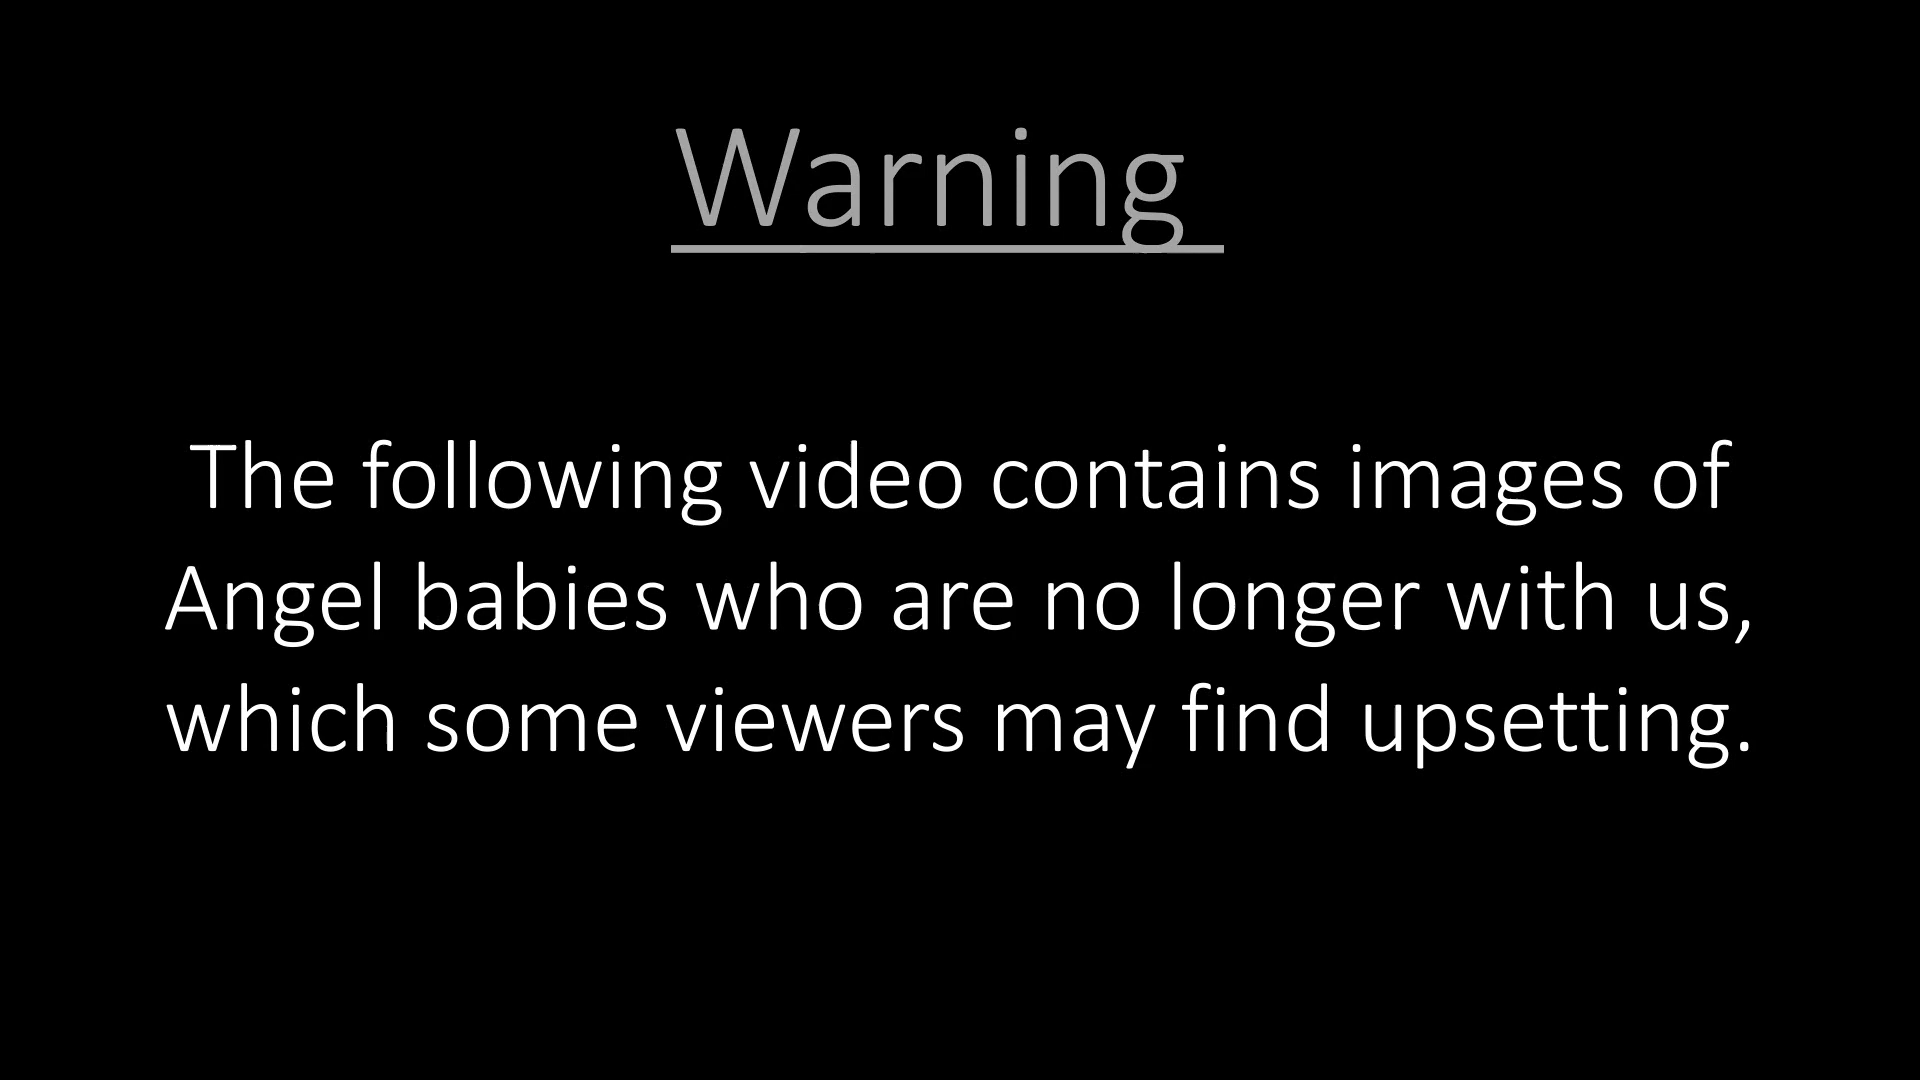 Warning
The following video contains images of
Angel babies who are no longer with us,
which some viewers may find upsetting.